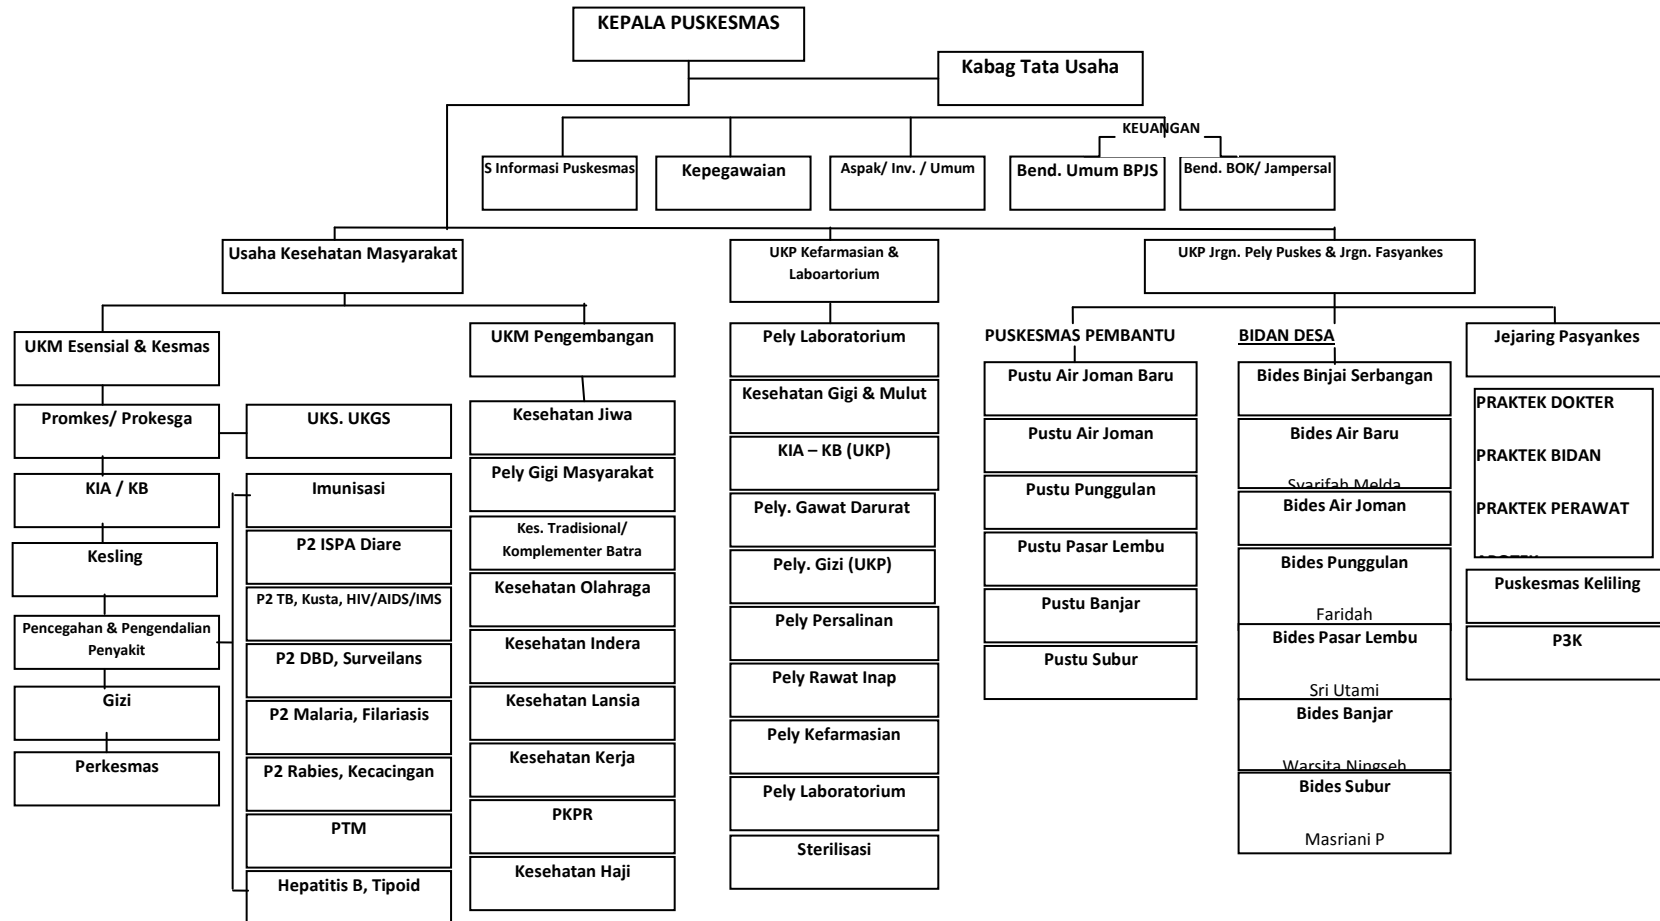 KEPALA PUSKESMAS
Kabag Tata Usaha
KEUANGAN
S Informasi Puskesmas
Kepegawaian
Aspak/ Inv. / Umum
Bend. Umum BPJS
Bend. BOK/ Jampersal
Usaha Kesehatan Masyarakat
UKP Kefarmasian &
Laboartorium
UKP Jrgn. Pely Puskes & Jrgn. Fasyankes
UKM Esensial & Kesmas
Promkes/ Prokesga
KIA / KB
Kesling
Pencegahan & Pengendalian
Penyakit
Gizi
Perkesmas
UKS. UKGS
Imunisasi
P2 ISPA Diare
P2 TB, Kusta, HIV/AIDS/IMS
P2 DBD, Surveilans
P2 Malaria, Filariasis
P2 Rabies, Kecacingan
PTM
Hepatitis B, Tipoid
UKM Pengembangan
Kesehatan Jiwa
Pely Gigi Masyarakat
Kes. Tradisional/
Komplementer Batra
Kesehatan Olahraga
Kesehatan Indera
Kesehatan Lansia
Kesehatan Kerja
PKPR
Kesehatan Haji
Pely Laboratorium
Kesehatan Gigi & Mulut
KIA – KB (UKP)
Pely. Gawat Darurat
Pely. Gizi (UKP)
Pely Persalinan
Pely Rawat Inap
Pely Kefarmasian
Pely Laboratorium
Sterilisasi
PUSKESMAS PEMBANTU
Pustu Air Joman Baru
Pustu Air Joman
Pustu Punggulan
Pustu Pasar Lembu
Pustu Banjar
Pustu Subur
BIDAN DESA
Bides Binjai Serbangan
Bides Air Baru
Syarifah Melda
Bides Air Joman
Bides Punggulan
Faridah
Bides Pasar Lembu
Sri Utami
Bides Banjar
Warsita Ningseh
Bides Subur
Masriani P
Jejaring Pasyankes
PRAKTEK DOKTER
PRAKTEK BIDAN
PRAKTEK PERAWAT
Puskesmas Keliling
P3K